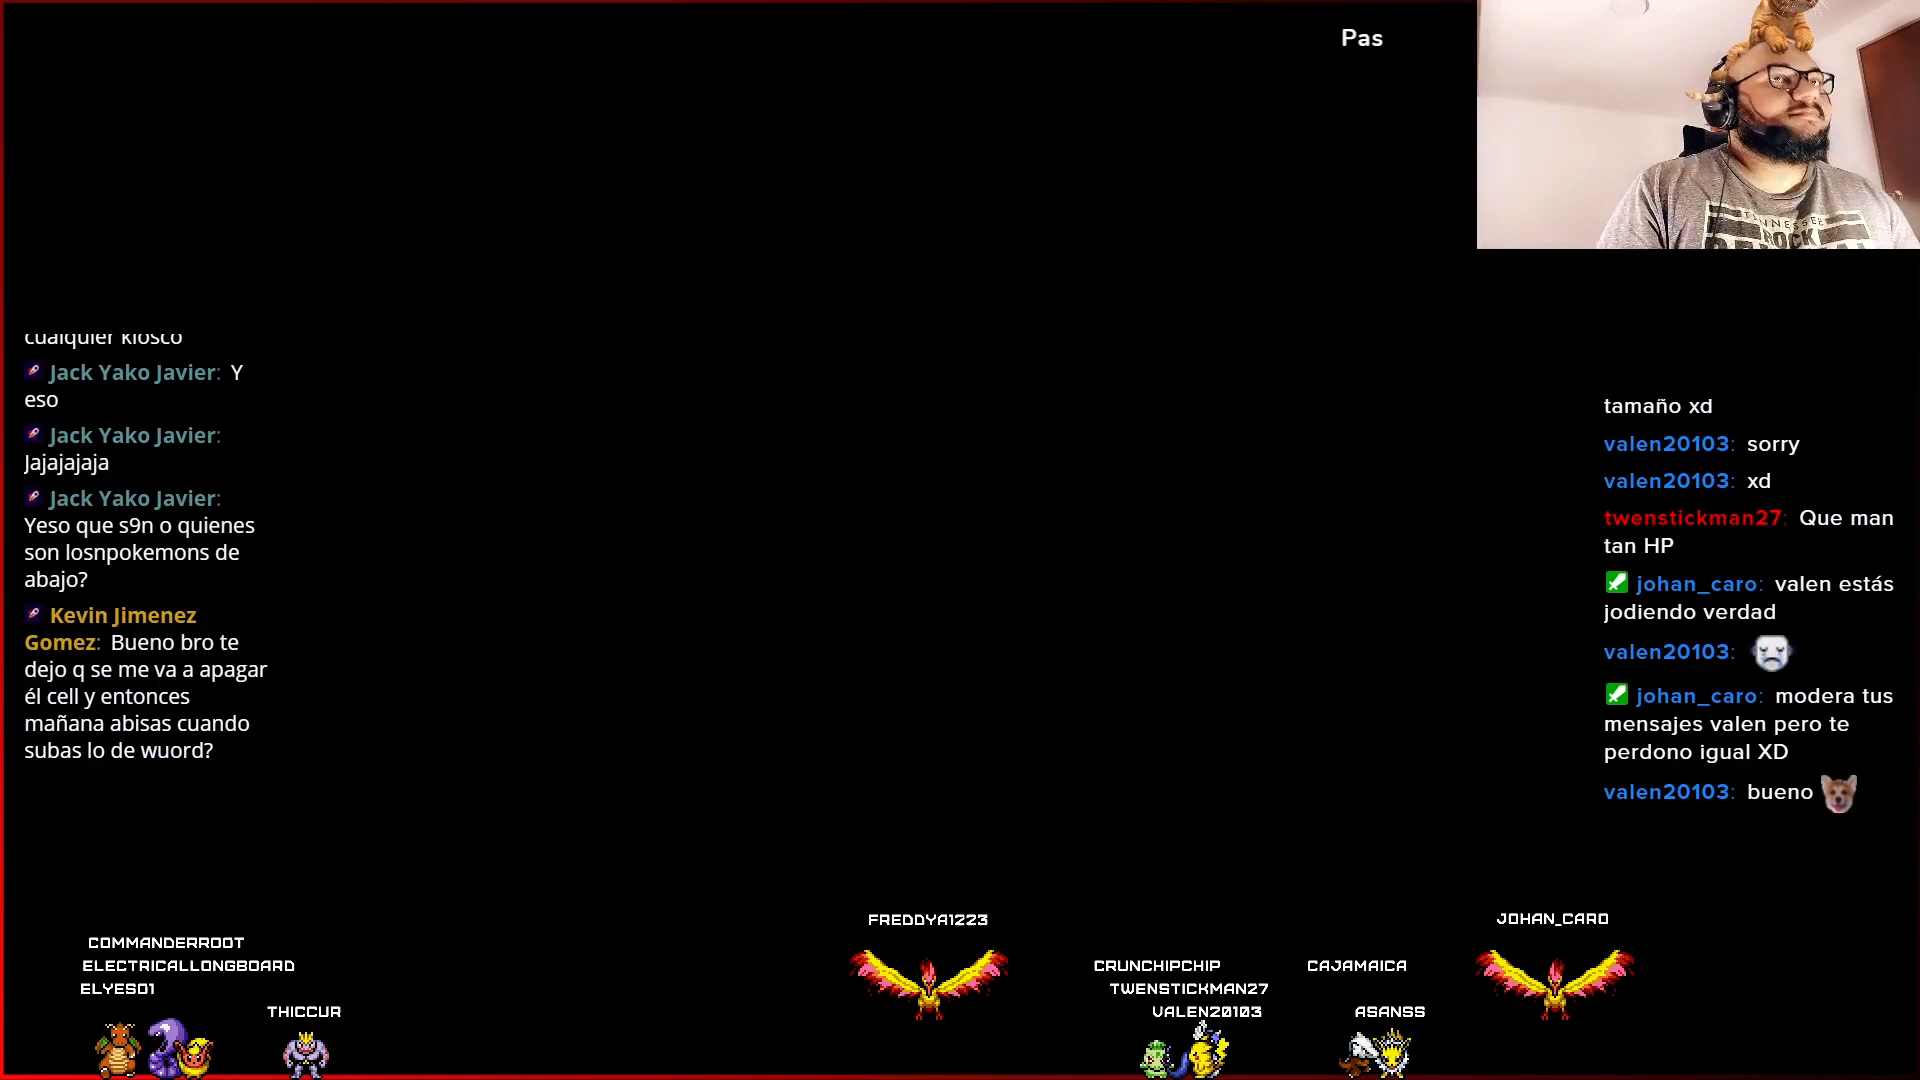 Pas
TENNESSEE
ROCK
cualquier kiosco
Jack Yako Javier: Y
eso
Jack Yako Javier:
Jajajajaja
Jack Yako Javier:
Yeso que s9n o quienes
son losnpokemons de
abajo?
Kevin Jimenez
Gomez: Bueno bro te
dejo q se me va a apagar
él cell y entonces
mañana abisas cuando
subas lo de wuord?
tamaño xd
valen20103: sorry
valen20103: xd
twenstickman27: Que man
tan HP
johan_caro: valen estás
jodiendo verdad
valen20103:
johan_caro: modera tus
mensajes valen pero te
perdono igual XD
valen20103: bueno
COMMANDERROOT
ELECTRICALLONGBOARD
ELYES01
THICCUR
FREDDYA1223
CRUNCHIPCHIP
TWENSTICKMAN27
VALEN20103
CAJAMAICA
ASANSS
JOHAN_CARO